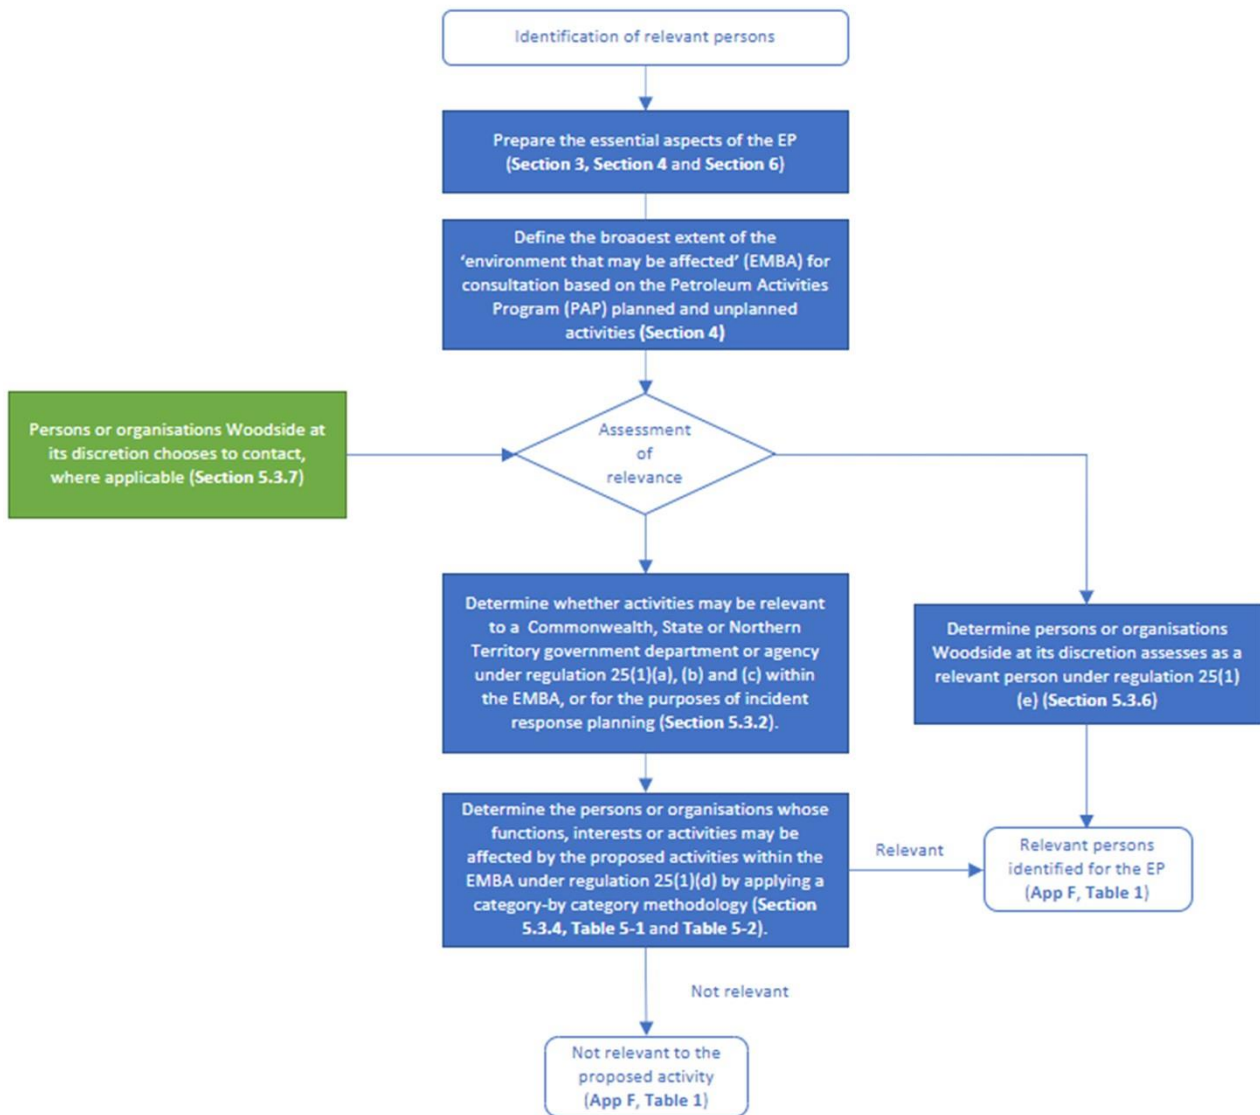 Identification of relevant persons
Prepare the essential aspects of the EP
(Section 3, Section 4 and Section 6)
Define the broadest extent of the
‘environment that may be affected’ (EMBA) for
consultation based on the Petroleum Activities
Program (PAP) planned and unplanned
activities (Section 4)
Persons or organisations Woodside at
its discretion chooses to contact,
where applicable (Section 5.3.7)
Assessment
of
relevance
Determine whether activities may be relevant
to a Commonwealth, State or Northern
Territory government department or agency
under regulation 25(1)(a), (b) and (c) within
the EMBA, or for the purposes of incident
response planning (Section 5.3.2).
Determine persons or organisations
Woodside at its discretion assesses as a
relevant person under regulation 25(1)
(e) (Section 5.3.6)
Determine the persons or organisations whose
functions, interests or activities may be
affected by the proposed activities within the
EMBA under regulation 25(1)(d) by applying a
category-by category methodology (Section
5.3.4, Table 5-1 and Table 5-2).
Relevant
Relevant persons
identified for the EP
(App F, Table 1)
Not relevant
Not relevant to the
proposed activity
(App F, Table 1)